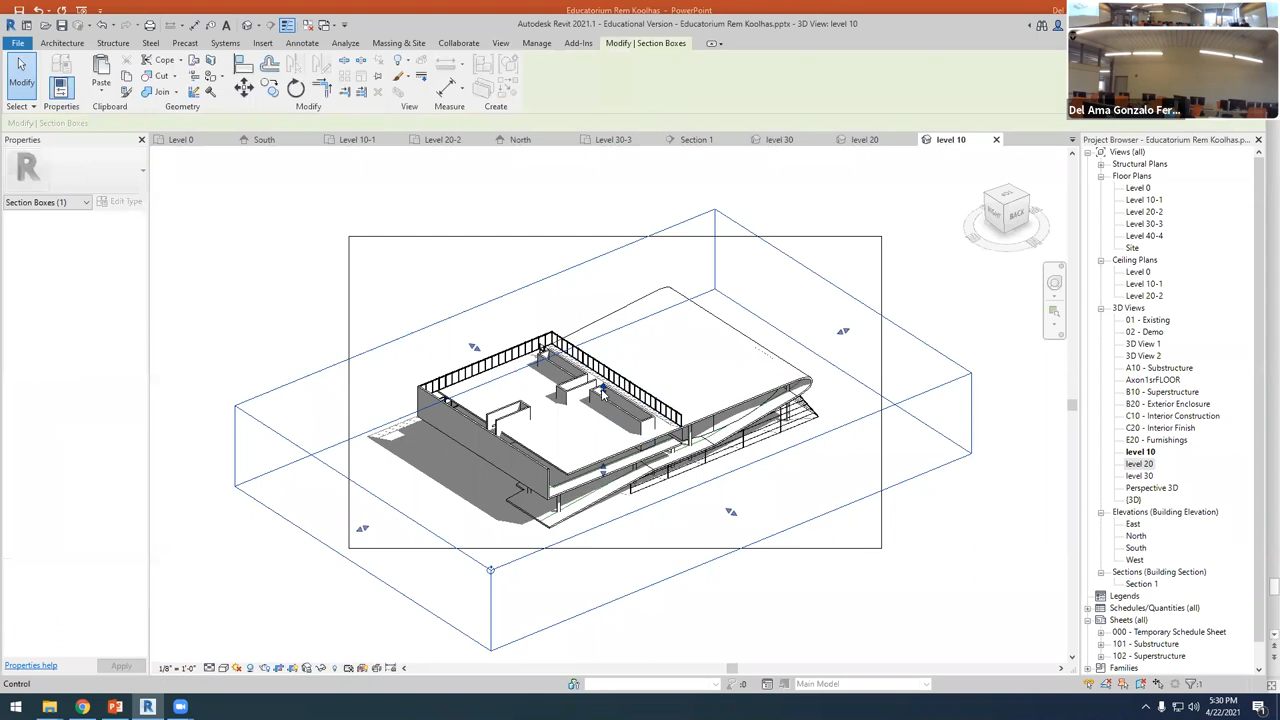 Educatorium Rem Koolhas - PowerPoint
Del
Autodesk Revit 2021.1 - Educational Version - Educatorium Rem Koolhas.pptx - 3D View: level 10
File Architecture Structure Steel Precast Systems Insert Annotate Analyze Massing & Site Collaborate View Manage Add-Ins Modify | Section Boxes
Modify Paste Cope Cut Join
Select Properties Clipboard Geometry Modify View Measure Create
Del Ama Gonzalo Fer...
Modify | Section Boxes
Properties
Level 0 South Level 10-1 Level 20-2 North Level 30-3 Section 1 level 30 level 20 level 10
Project Browser - Educatorium Rem Koolhas.p...
R
Section Boxes (1) Edit Type
RIGHT BACK
Views (all)
Structural Plans
Floor Plans
Level 0
Level 10-1
Level 20-2
Level 30-3
Level 40-4
Site
Ceiling Plans
Level 0
Level 10-1
Level 20-2
3D Views
01 - Existing
02 - Demo
3D View 1
3D View 2
A10 - Substructure
Axon1srFLOOR
B10 - Superstructure
B20 - Exterior Enclosure
C10 - Interior Construction
C20 - Interior Finish
E20 - Furnishings
level 10
level 20
level 30
Perspective 3D
{3D}
Elevations (Building Elevation)
East
North
South
West
Sections (Building Section)
Section 1
Legends
Schedules/Quantities (all)
Sheets (all)
000 - Temporary Schedule Sheet
101 - Substructure
102 - Superstructure
Families
Properties help Apply
1/8" = 1'-0"
Control
:0 Main Model :1
5:30 PM
4/22/2021